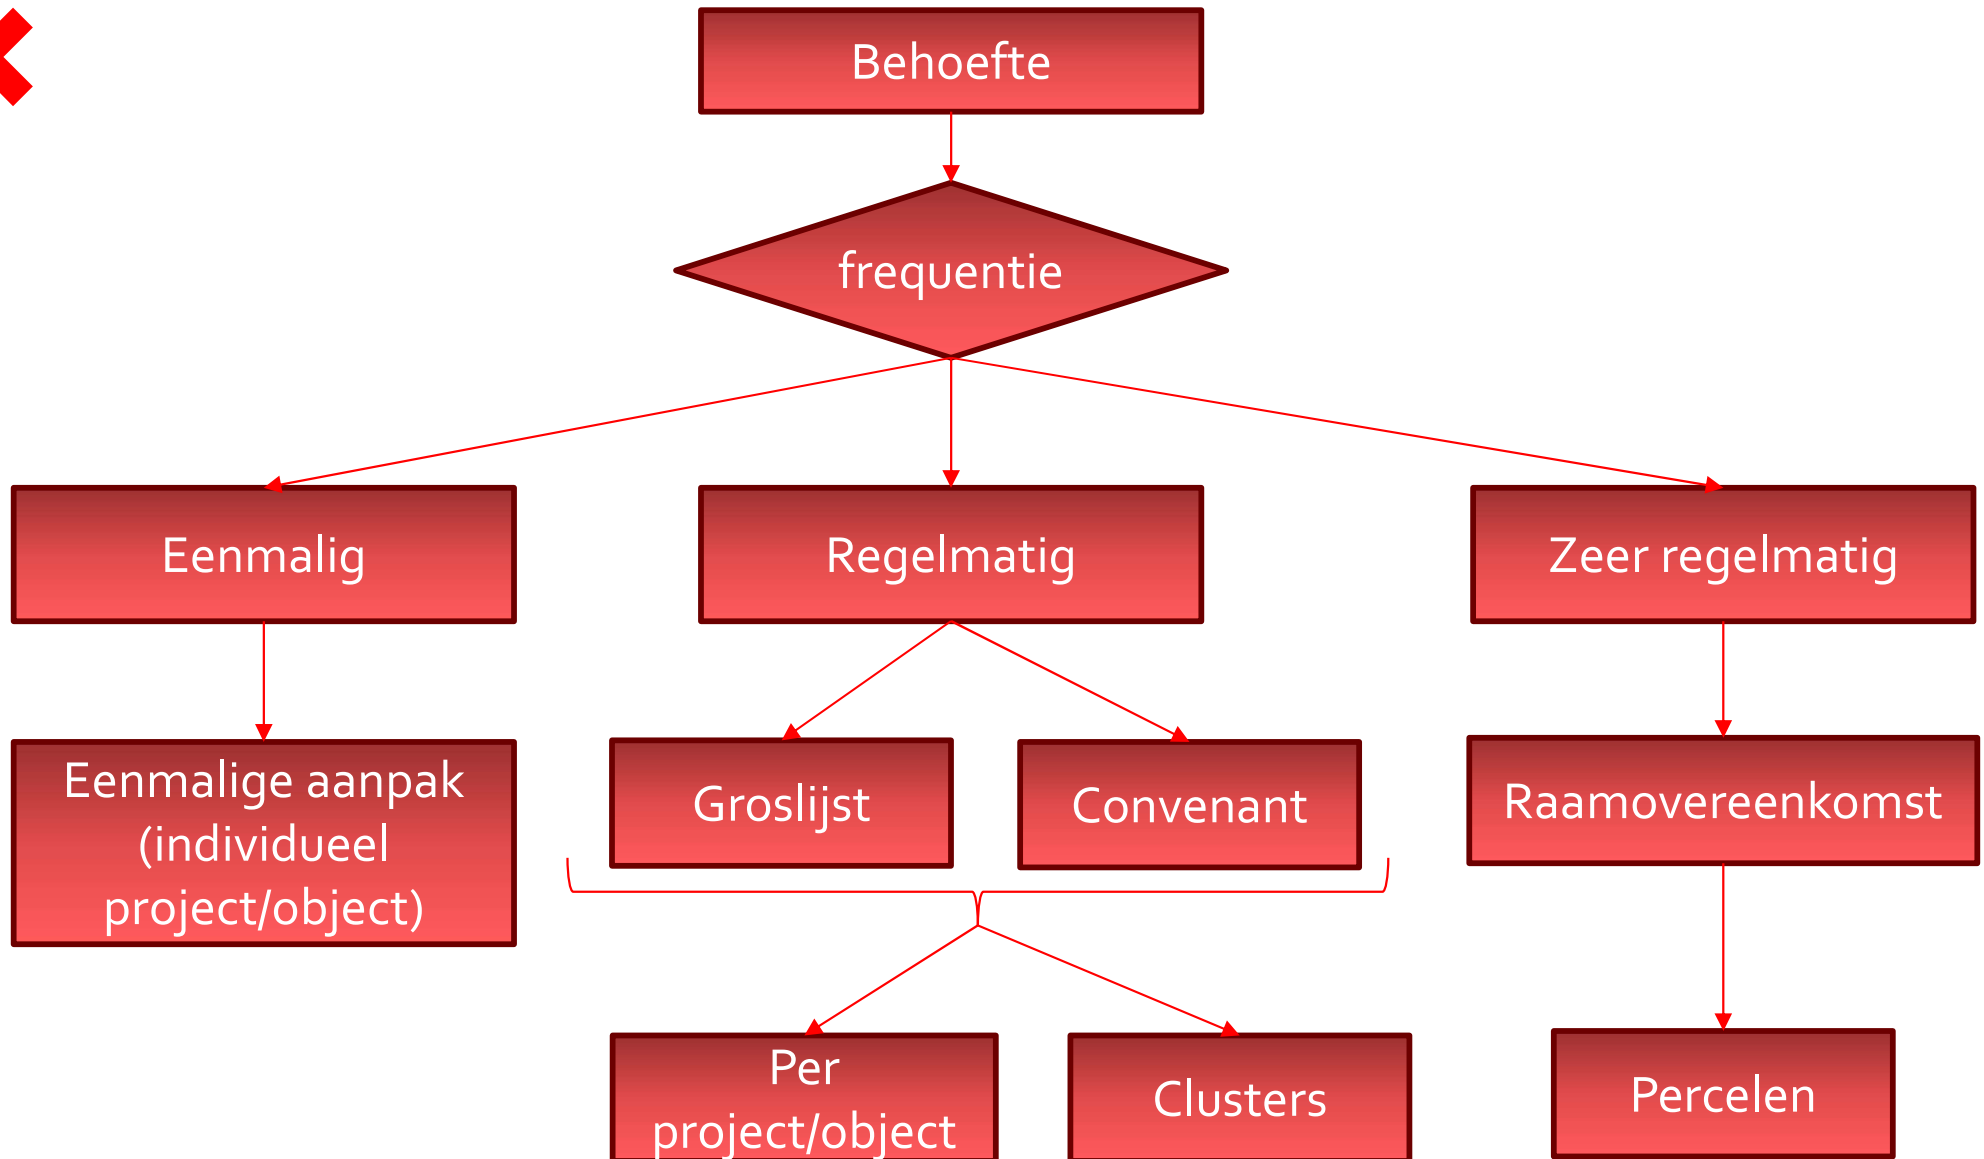 Behoefte
frequentie
Eenmalig
Regelmatig
Zeer regelmatig
Eenmalige aanpak
(individueel
project/object)
Groslijst
Convenant
Raamovereenkomst
Per
project/object
Clusters
Percelen